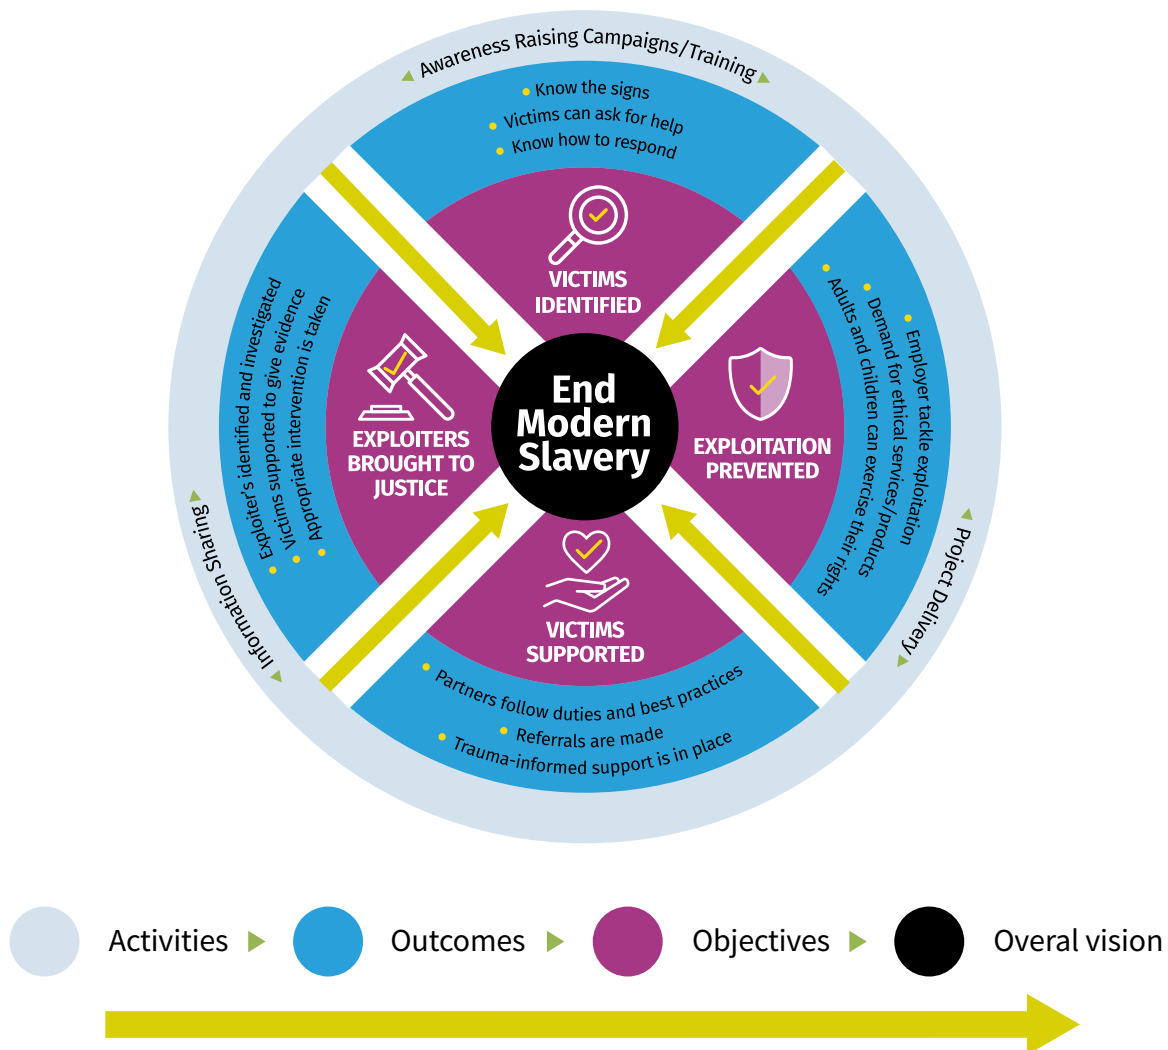 Awareness Raising Campaigns/Training
Know the signs
Victims can ask for help
Know how to respond
VICTIMS
IDENTIFIED
Employer tackle exploitation
Demand for ethical services/products
Adults and children can exercise their rights
EXPLOITATION
PREVENTED
Project Delivery
End
Modern
Slavery
VICTIMS
SUPPORTED
Partners follow duties and best practices
Referrals are made
Trauma-informed support is in place
EXPLOITERS
BROUGHT TO
JUSTICE
Exploiter's identified and investigated
Victims supported to give evidence
Appropriate intervention is taken
Information Sharing
Activities
Outcomes
Objectives
Overal vision